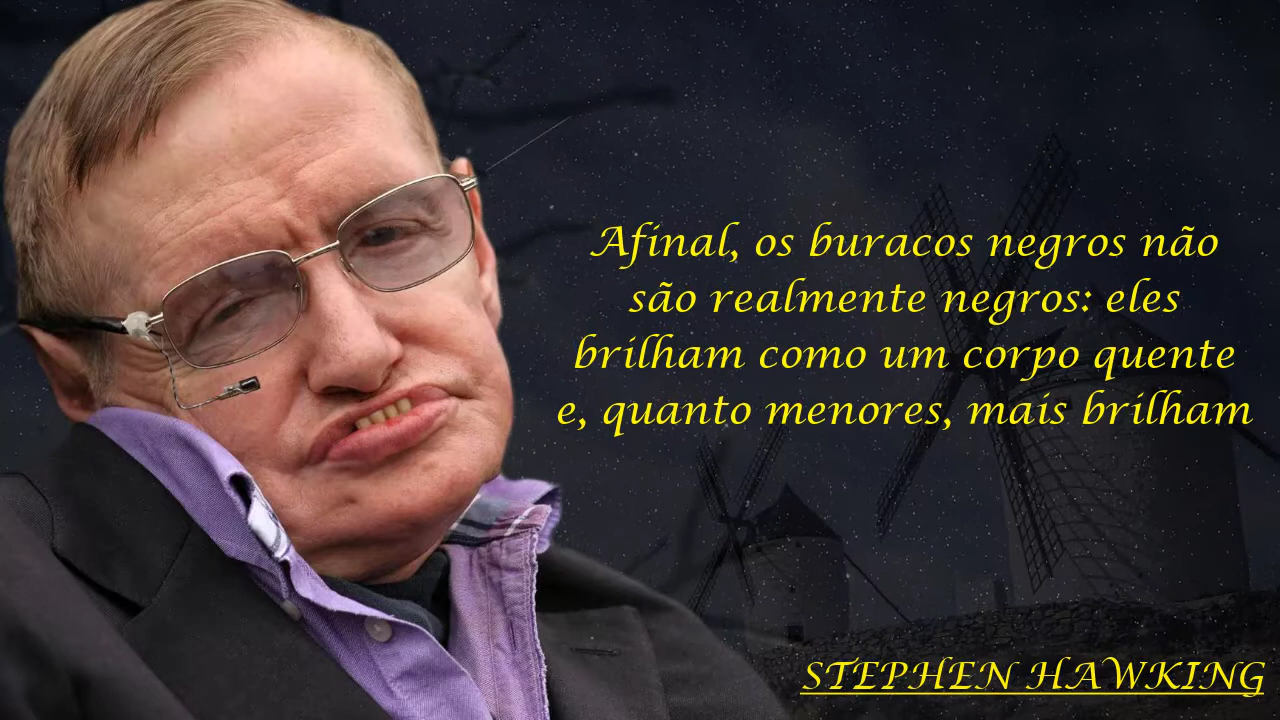 Afinal, os buracos negros não
são realmente negros: eles
brilham como um corpo quente
e, quanto menores, mais brilham
STEPHEN HAWKING